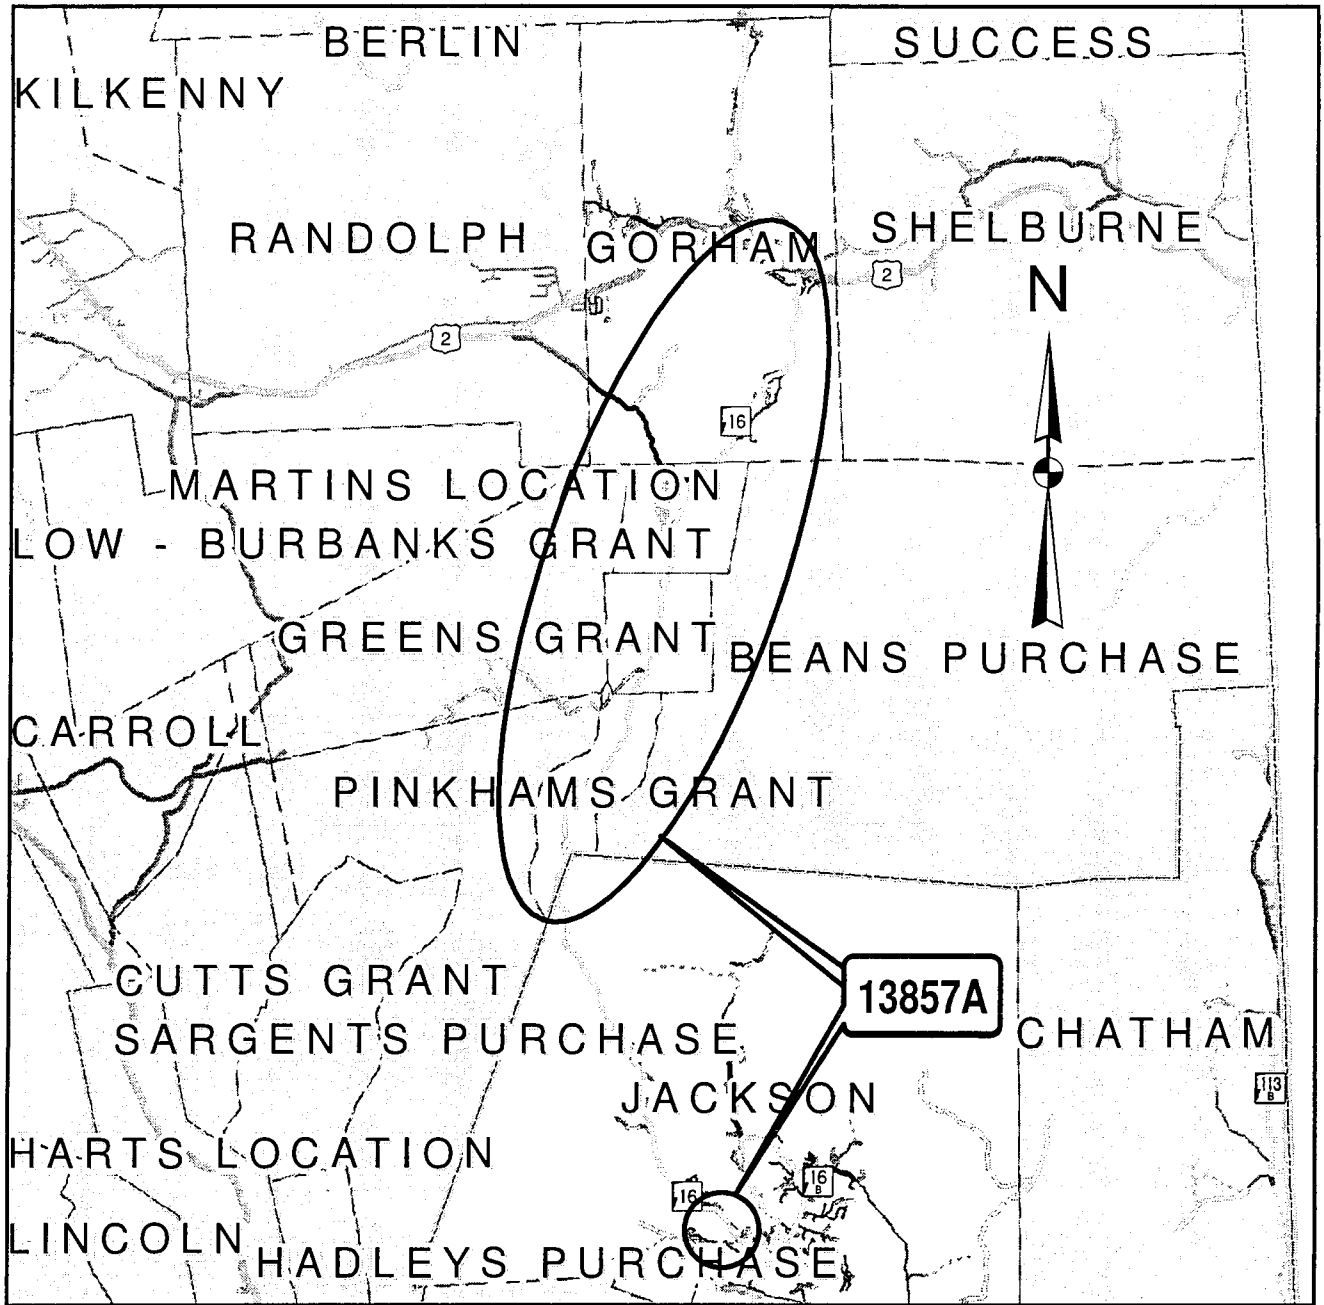 BERLIN
SUCCESS
KILKENNY
RANDOLPH
GORHAM
SHELBURNE
2
N
2
16
MARTINS LOCATION
LOW - BURBANKS GRANT
GREENS GRANT
BEANS PURCHASE
CARROLL
PINKHAMS GRANT
CUTTS GRANT
13857A
SARGENTS PURCHASE
CHATHAM
JACKSON
113
B
HARTS LOCATION
16
16
B
LINCOLN
HADLEYS PURCHASE